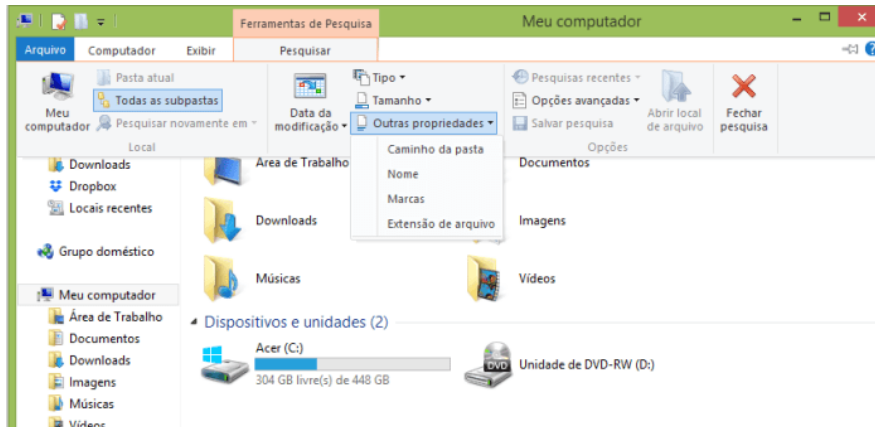 Ferramentas de Pesquisa
Meu computador
Arquivo
Computador
Exibir
Pesquisar
Meu computador
Pasta atual
Todas as subpastas
Pesquisar novamente em
Local
Data da modificação
Tipo
Tamanho
Outras propriedades
Caminho da pasta
Nome
Marcas
Extensão de arquivo
Pesquisas recentes
Opções avançadas
Salvar pesquisa
Abrir local de arquivo
Fechar pesquisa
Opções
Downloads
Dropbox
Locais recentes
Grupo doméstico
Meu computador
Área de Trabalho
Documentos
Downloads
Imagens
Músicas
Vídeos
Área de Trabalho
Documentos
Downloads
Imagens
Músicas
Vídeos
Dispositivos e unidades (2)
Acer (C:)
304 GB livre(s) de 448 GB
DVD
Unidade de DVD-RW (D:)